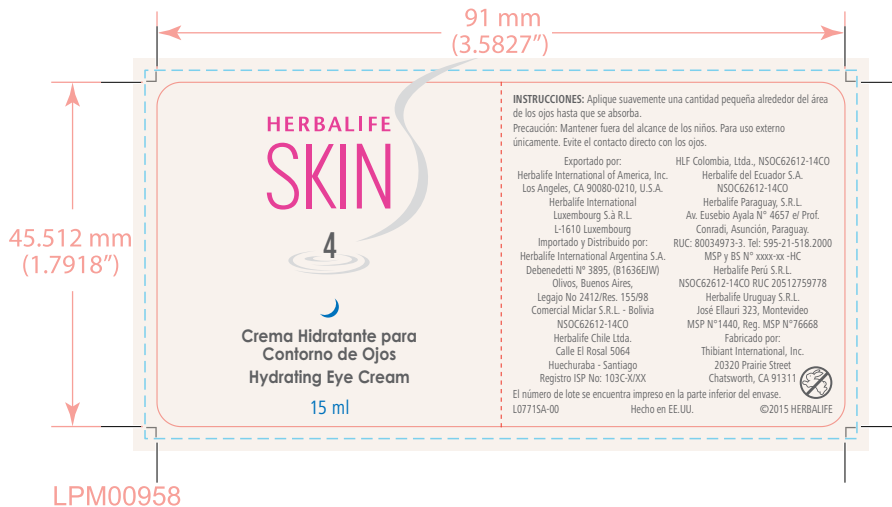 91 mm
(3.5827”)
45.512 mm
(1.7918”)
HERBALIFE
SKIN
4
Crema Hidratante para
Contorno de Ojos
Hydrating Eye Cream
15 ml
INSTRUCCIONES: Aplique suavemente una cantidad pequeña alrededor del área
de los ojos hasta que se absorba.
Precaución: Mantener fuera del alcance de los niños. Para uso externo
únicamente. Evite el contacto directo con los ojos.
Exportado por:
Herbalife International of America, Inc.
Los Angeles, CA 90080-0210, U.S.A.
Herbalife International
Luxembourg S.à R.L.
L-1610 Luxembourg
Importado y Distribuido por:
Herbalife International Argentina S.A.
Debenedetti Nº 3895, (B1636EJW)
Olivos, Buenos Aires,
Legajo No 2412/Res. 155/98
Comercial Miclar S.R.L. - Bolivia
NSOC62612-14CO
Herbalife Chile Ltda.
Calle El Rosal 5064
Huechuraba - Santiago
Registro ISP No: 103C-X/XX
HLF Colombia, Ltda., NSOC62612-14CO
Herbalife del Ecuador S.A.
NSOC62612-14CO
Herbalife Paraguay, S.R.L.
Av. Eusebio Ayala N° 4657 e/ Prof.
Conradi, Asunción, Paraguay.
RUC: 80034973-3. Tel: 595-21-518.2000
MSP y BS N° xxxx-xx -HC
Herbalife Perú S.R.L.
NSOC62612-14CO RUC 20512759778
Herbalife Uruguay S.R.L.
José Ellauri 323, Montevideo
MSP N°1440, Reg. MSP N°76668
Fabricado por:
Thibiant International, Inc.
20320 Prairie Street
Chatsworth, CA 91311
El número de lote se encuentra impreso en la parte inferior del envase.
L0771SA-00 Hecho en EE.UU. ©2015 HERBALIFE
LPM00958